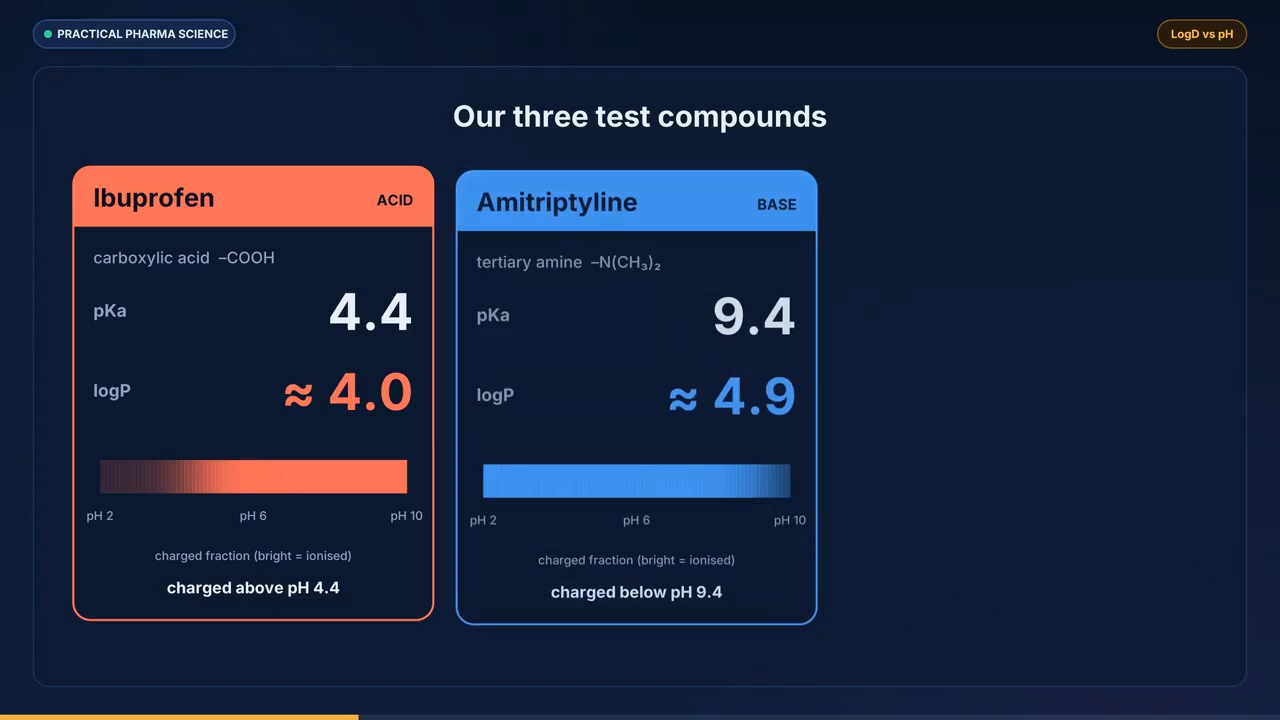 PRACTICAL PHARMA SCIENCE
LogD vs pH
Our three test compounds
Ibuprofen
ACID
carboxylic acid –COOH
pKa
4.4
logP
≈ 4.0
pH 2
pH 6
pH 10
charged fraction (bright = ionised)
charged above pH 4.4
Amitriptyline
BASE
tertiary amine –N(CH₃)₂
pKa
9.4
logP
≈ 4.9
pH 2
pH 6
pH 10
charged fraction (bright = ionised)
charged below pH 9.4